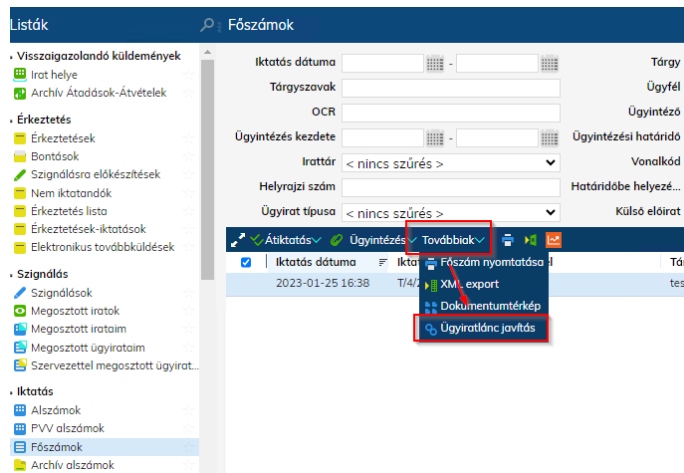 Listák
Visszaigazolandó küldemények
Irat helye
Archív Átadások-Átvételek
Érkeztetés
Érkeztetések
Bontások
Szignálásra előkészítések
Nem iktatandók
Érkeztetés lista
Érkeztetések-iktatások
Elektronikus továbbküldések
Szignálás
Szignálások
Megosztott iratok
Megosztott irataim
Megosztott ügyirataim
Szervezettel megosztott ügyirat...
Iktatás
Alszámok
PVV alszámok
Főszámok
Archív alszámok
Főszámok
Iktatás dátuma - Tárgy
Tárgyszavak Ügyfél
OCR Ügyintéző
Ügyintézés kezdete - Ügyintézési határidő
Irattár < nincs szűrés > Vonalkód
Helyrajzi szám Határidőbe helyezé...
Ügyirat típusa < nincs szűrés > Külső előirat
Átiktatás Ügyintézés Továbbiak
Iktatás dátuma
2023-01-25 16:38
Főszám nyomtatása
XML export
Dokumentumtérkép
Ügyiratlánc javítás